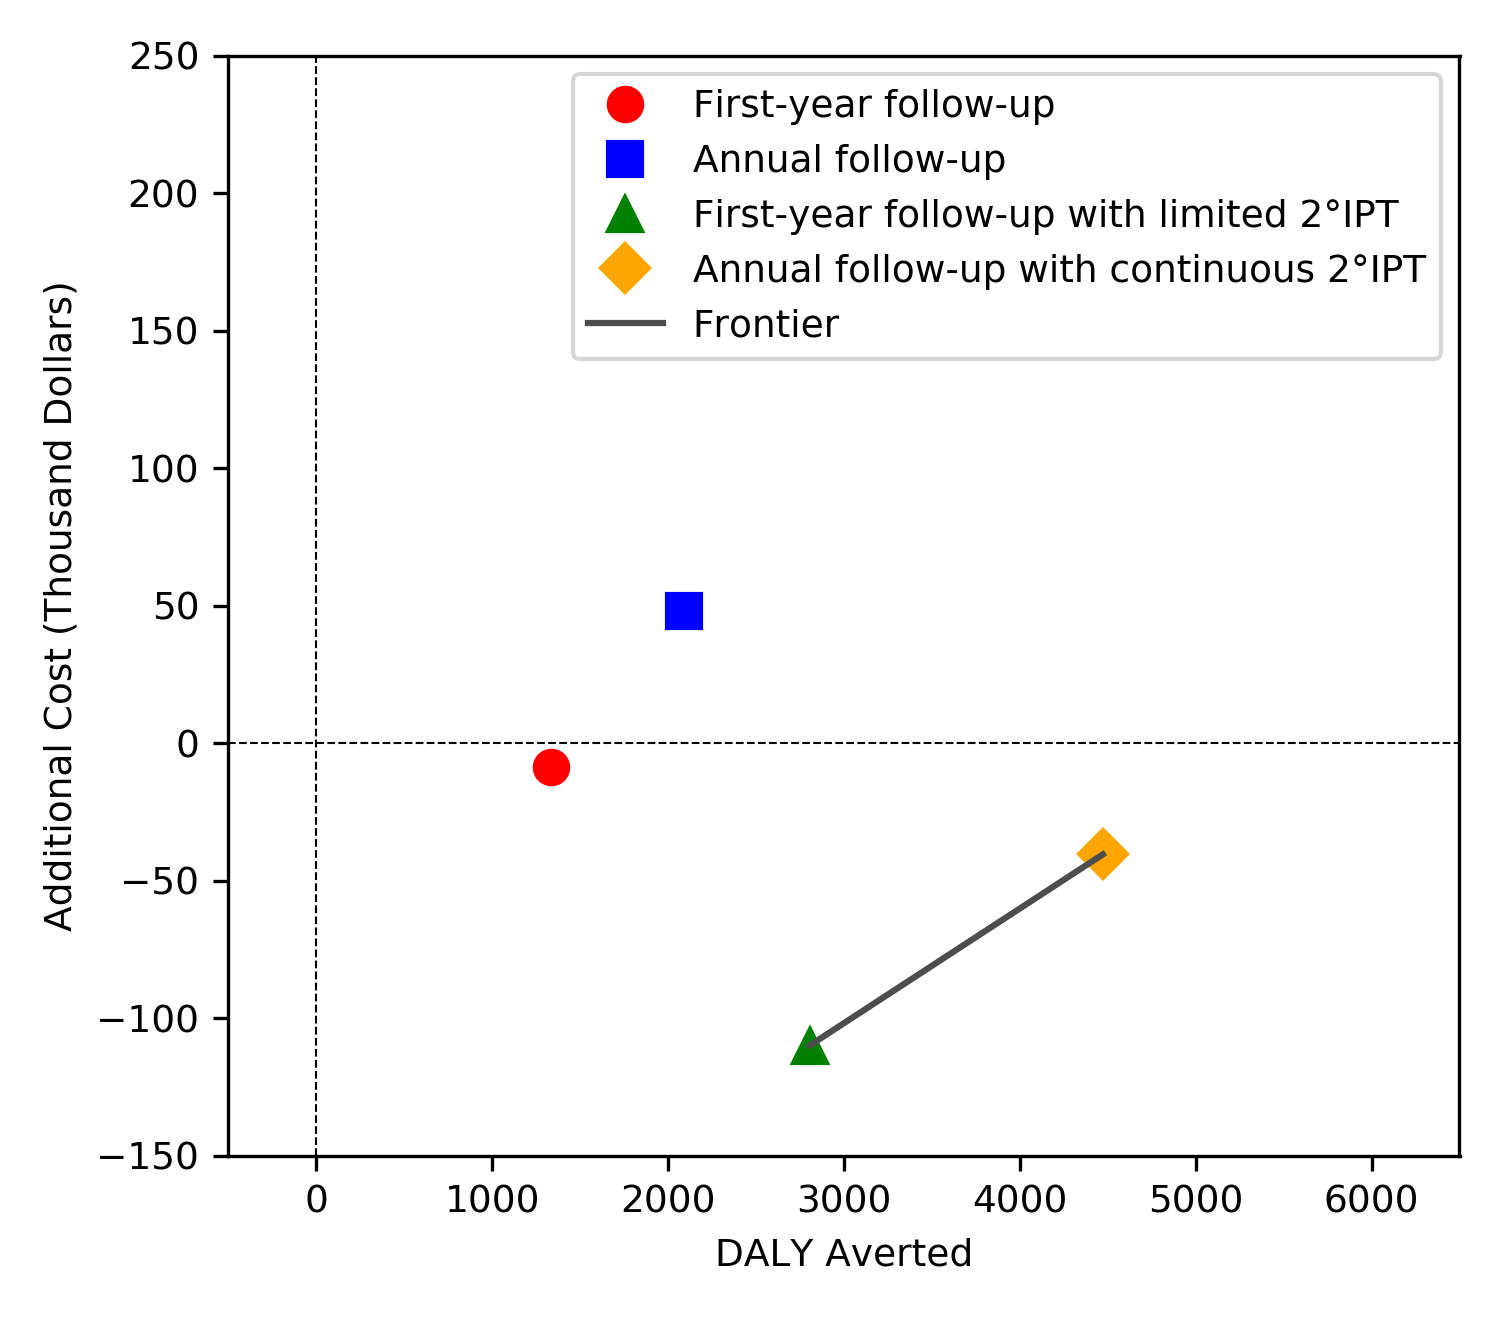 250
200
150
100
50
0
−50
−100
−150
Additional Cost (Thousand Dollars)
First-year follow-up
Annual follow-up
First-year follow-up with limited 2°IPT
Annual follow-up with continuous 2°IPT
Frontier
0 1000 2000 3000 4000 5000 6000
DALY Averted